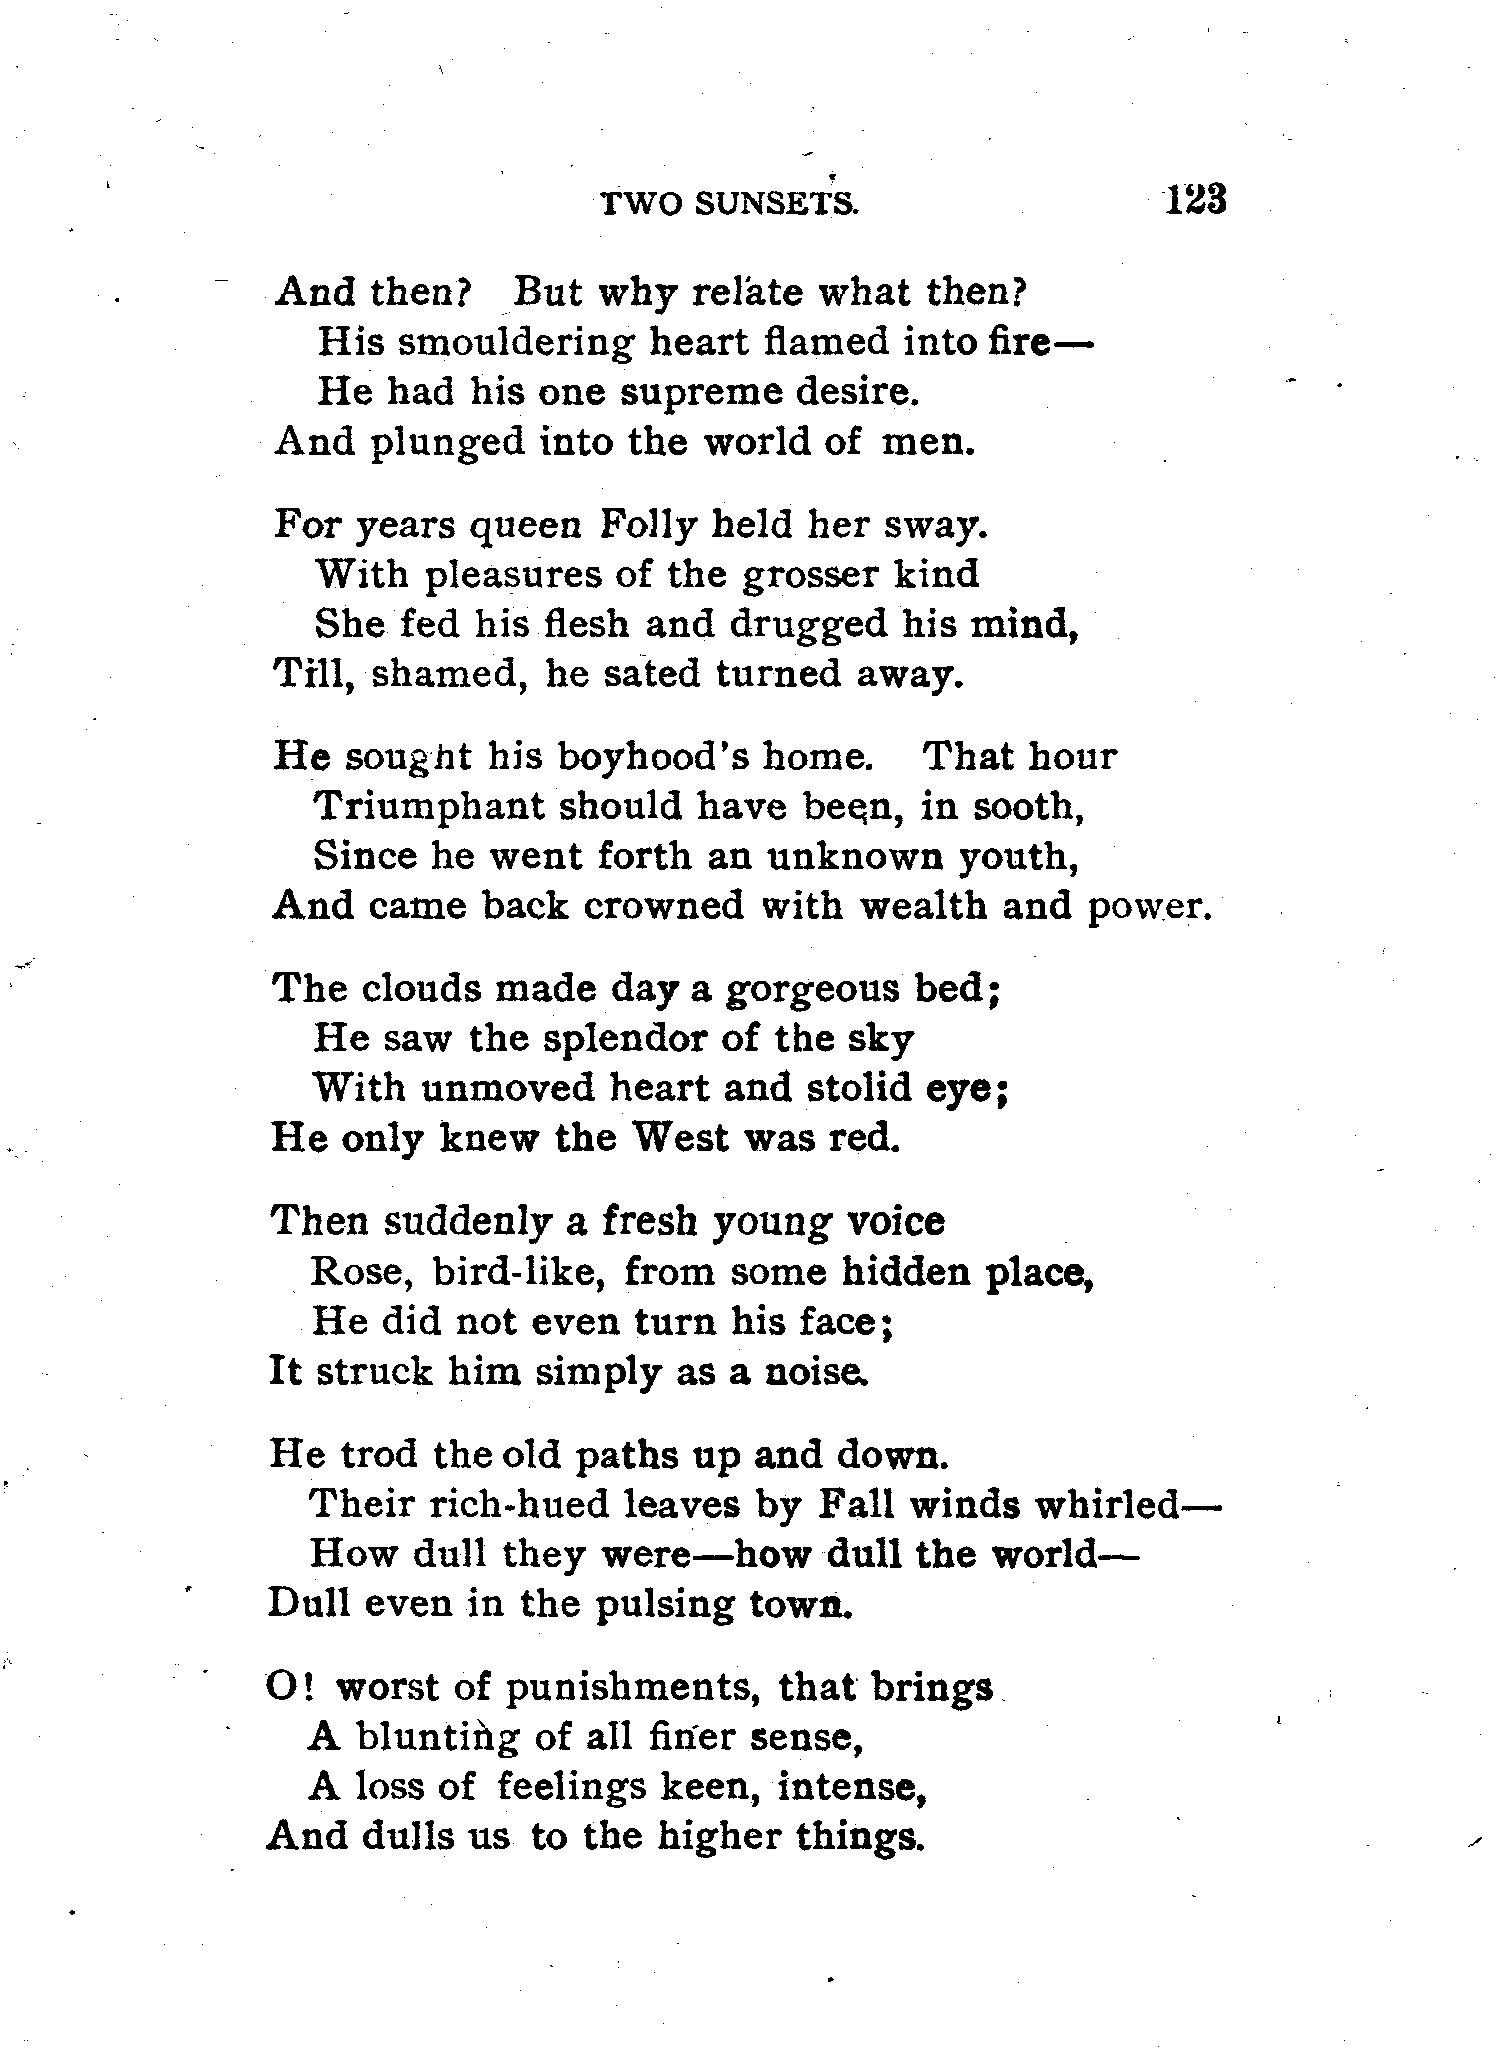 TWO SUNSETS. 123
And then? But why relate what then?
His smouldering heart flamed into fire—
He had his one supreme desire.
And plunged into the world of men.
For years queen Folly held her sway.
With pleasures of the grosser kind
She fed his flesh and drugged his mind,
Till, shamed, he sated turned away.
He sought his boyhood's home. That hour
Triumphant should have been, in sooth,
Since he went forth an unknown youth,
And came back crowned with wealth and power.
The clouds made day a gorgeous bed;
He saw the splendor of the sky
With unmoved heart and stolid eye;
He only knew the West was red.
Then suddenly a fresh young voice
Rose, bird-like, from some hidden place,
He did not even turn his face;
It struck him simply as a noise.
He trod the old paths up and down.
Their rich-hued leaves by Fall winds whirled—
How dull they were—how dull the world—
Dull even in the pulsing town.
O! worst of punishments, that brings
A blunting of all finer sense,
A loss of feelings keen, intense,
And dulls us to the higher things.